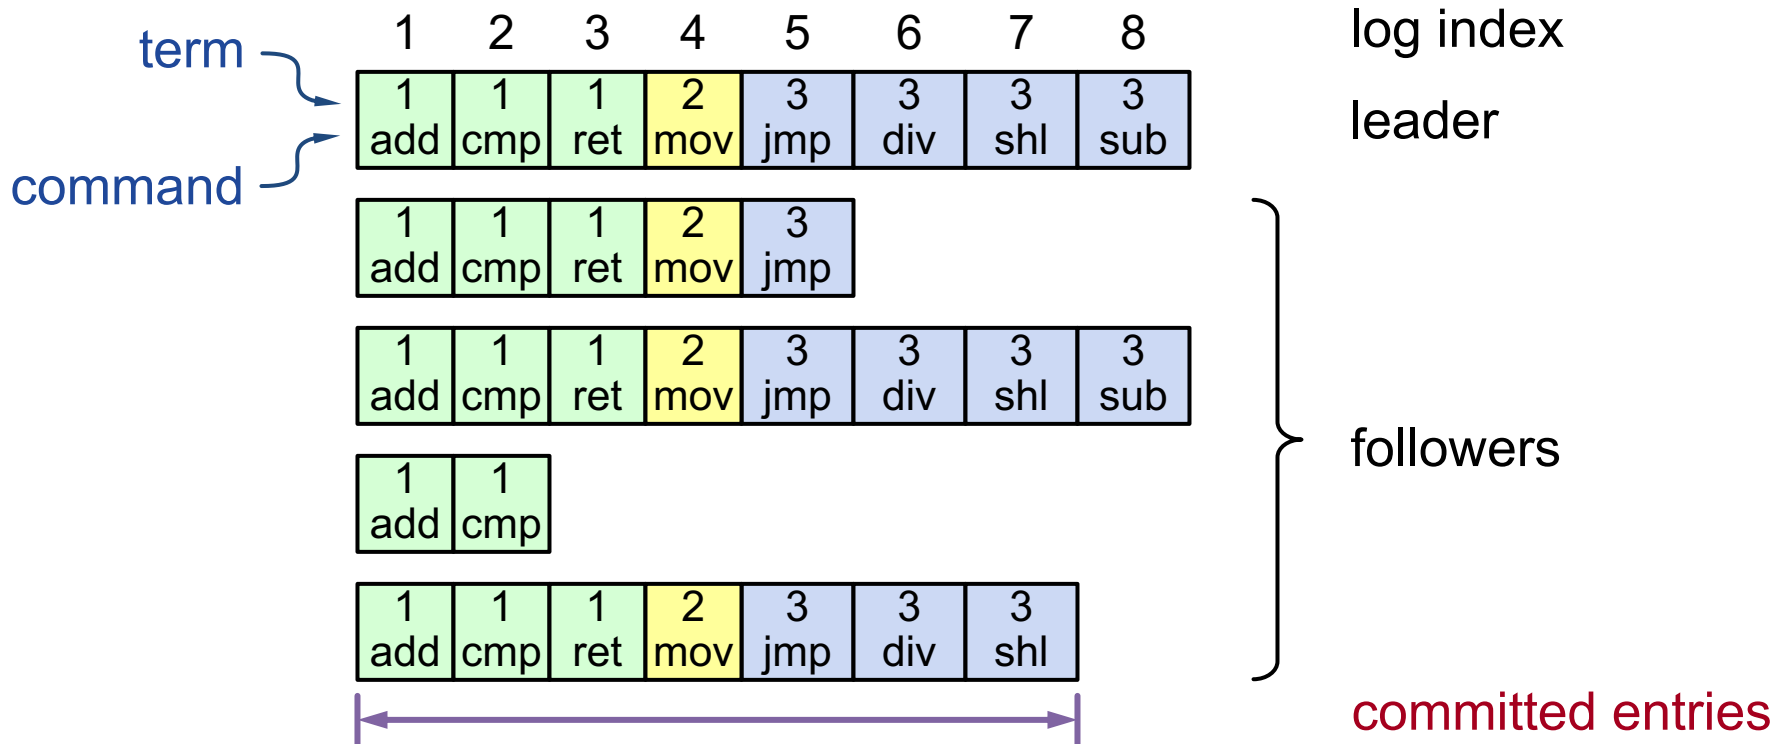 1 2 3 4 5 6 7 8 log index
term
1 1 1 2 3 3 3 3
add cmp ret mov jmp div shl sub
leader
command
1 1 1 2 3
add cmp ret mov jmp
1 1 1 2 3 3 3 3
add cmp ret mov jmp div shl sub
followers
1 1
add cmp
1 1 1 2 3 3 3
add cmp ret mov jmp div shl
committed entries